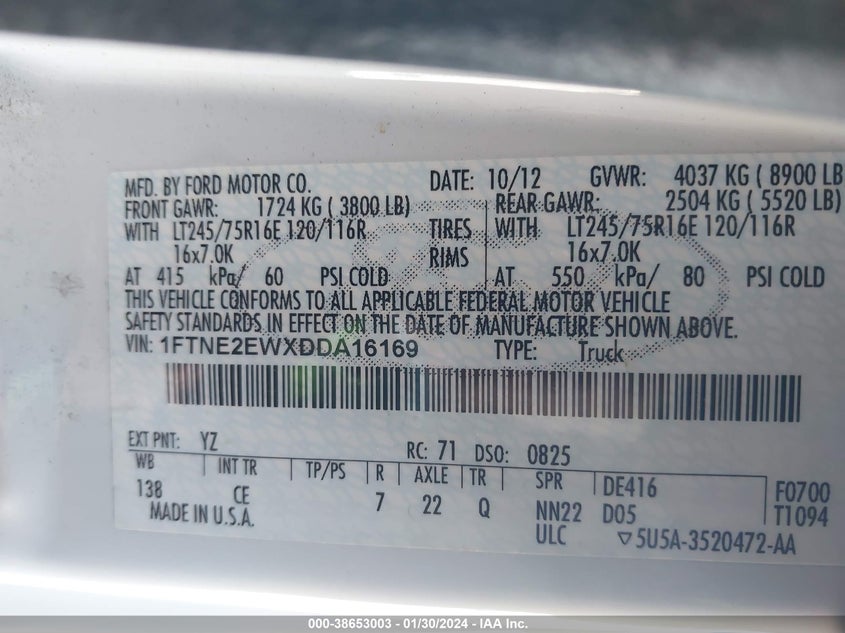 MFD. BY FORD MOTOR CO. DATE: 10/12 GVWR: 4037 KG ( 8900 LB
FRONT GAWR: 1724 KG ( 3800 LB) REAR GAWR: 2504 KG ( 5520 LB)
WITH LT245/75R16E 120/116R TIRES WITH LT245/75R16E 120/116R
16x7.0K RIMS 16x7.0K
AT 415 kPa/ 60 PSI COLD AT 550 kPa/ 80 PSI COLD
THIS VEHICLE CONFORMS TO ALL APPLICABLE FEDERAL MOTOR VEHICLE
SAFETY STANDARDS IN EFFECT ON THE DATE OF MANUFACTURE SHOWN ABOVE.
VIN: 1FTNE2EWXDDA16169 TYPE: Truck
EXT PNT: YZ RC: 71 DSO: 0825
WB INT TR TP/PS R AXLE TR SPR DE416 F0700
138 CE 7 22 Q NN22 D05 T1094
MADE IN U.S.A. ULC ▽5U5A-3520472-AA
000-38653003 - 01/30/2024 - IAA Inc.